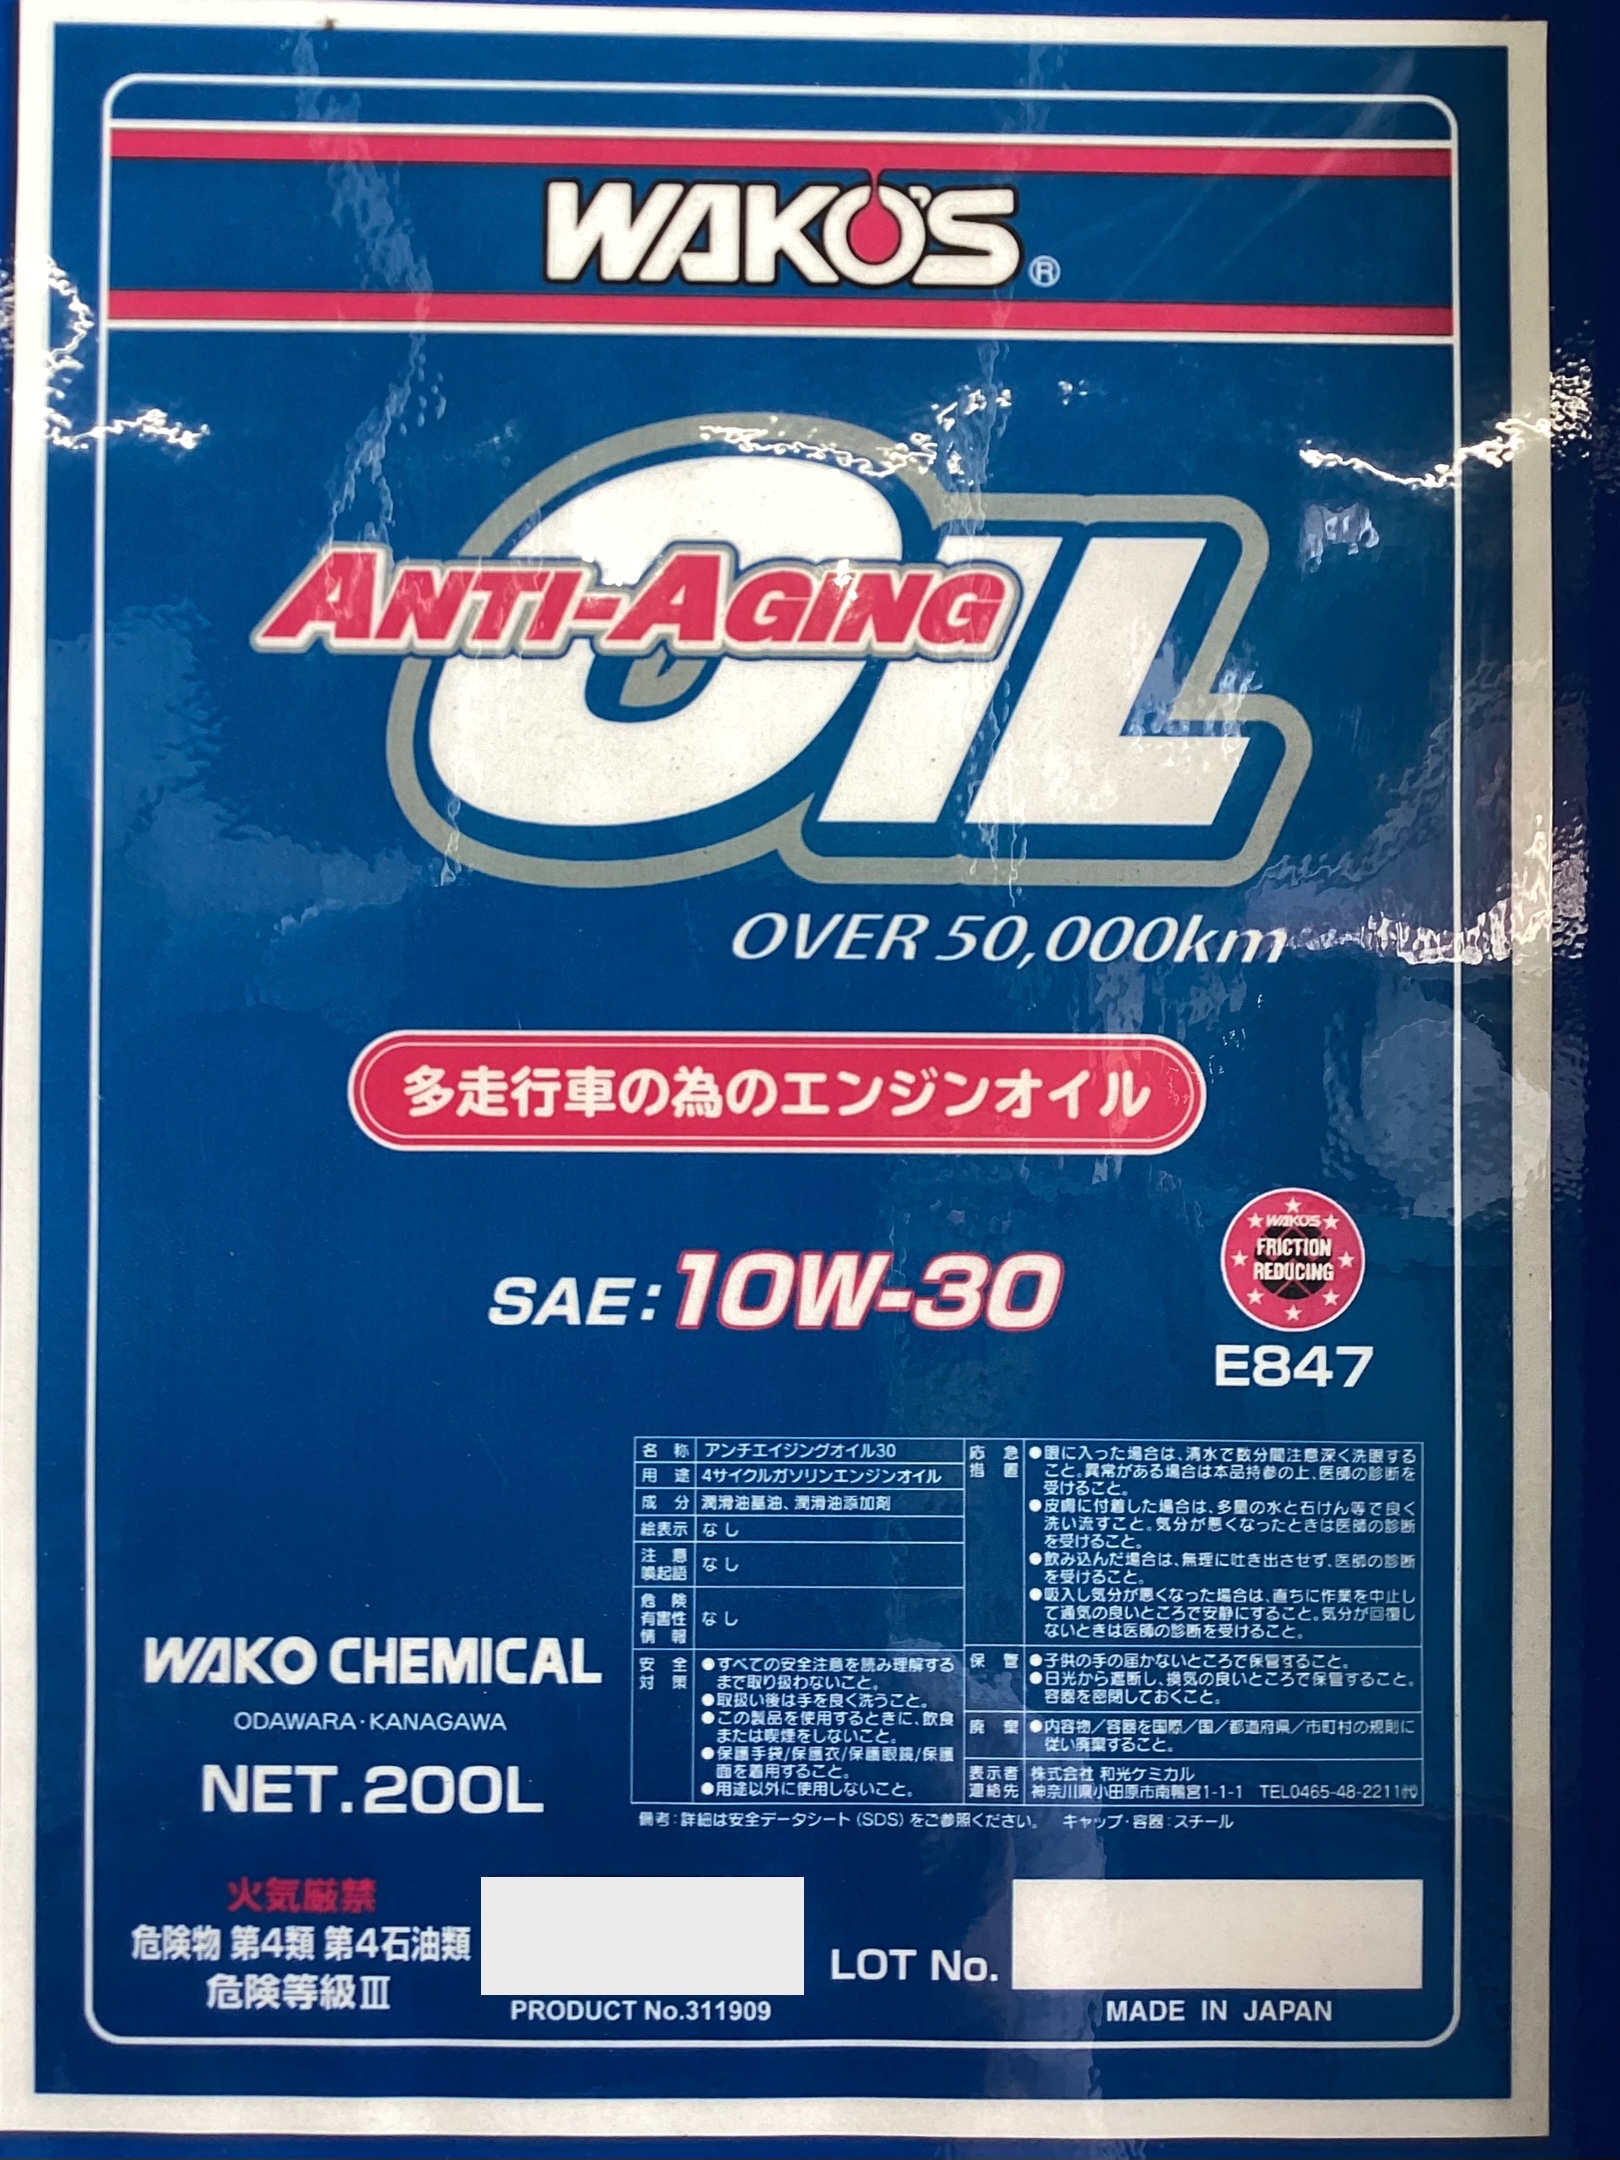 WAKO'S®
ANTI-AGING
OIL
OVER 50,000km
多走行車の為のエンジンオイル
SAE:10W-30
WAKO'S
FRICTION
REDUCING
E847
名称 アンチエイジングオイル30
用途 4サイクルガソリンエンジンオイル
成分 潤滑油基油、潤滑油添加剤
絵表示 なし
注意
喚起語 なし
危険
有害性 なし
情報
安全 ●すべての安全注意を読み理解する
対策 まで取り扱わないこと。
●取扱い後は手を良く洗うこと。
●この製品を使用するときに、飲食
または喫煙をしないこと。
●保護手袋/保護衣/保護眼鏡/保護
面を着用すること。
●用途以外に使用しないこと。
応急 ●眼に入った場合は、清水で数分間注意深く洗眼する
措置 こと。異常がある場合は本品持参の上、医師の診断を
受けること。
●皮膚に付着した場合は、多量の水と石けん等で良く
洗い流すこと。気分が悪くなったときは医師の診断
を受けること。
●飲み込んだ場合は、無理に吐き出させず、医師の診断
を受けること。
●吸入し気分が悪くなった場合は、直ちに作業を中止し
て通気の良いところで安静にすること。気分が回復し
ないときは医師の診断を受けること。
保管 ●子供の手の届かないところで保管すること。
●日光から遮断し、換気の良いところで保管すること。
容器を密閉しておくこと。
廃棄 ●内容物/容器を国際/国/都道府県/市町村の規則に
従い廃棄すること。
表示者 株式会社 和光ケミカル
連絡先 神奈川県小田原市南鴨宮1-1-1 TEL0465-48-2211㈹
備考:詳細は安全データシート(SDS)をご参照ください。 キャップ・容器:スチール
WAKO CHEMICAL
ODAWARA・KANAGAWA
NET.200L
火気厳禁
危険物 第4類 第4石油類
危険等級Ⅲ
PRODUCT No.311909
LOT No.
MADE IN JAPAN